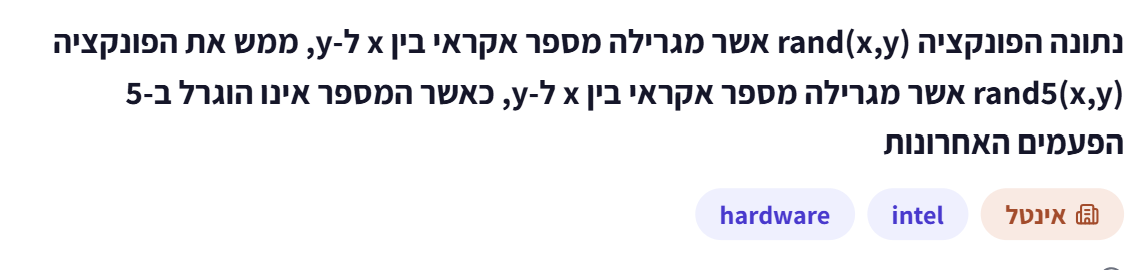 נתונה הפונקציה rand(x,y) אשר מגרילה מספר אקראי בין x ל-y, ממש את הפונקציה
rand5(x,y) אשר מגרילה מספר אקראי בין x ל-y, כאשר המספר אינו הוגרל ב-5
הפעמים האחרונות
אינטל intel hardware